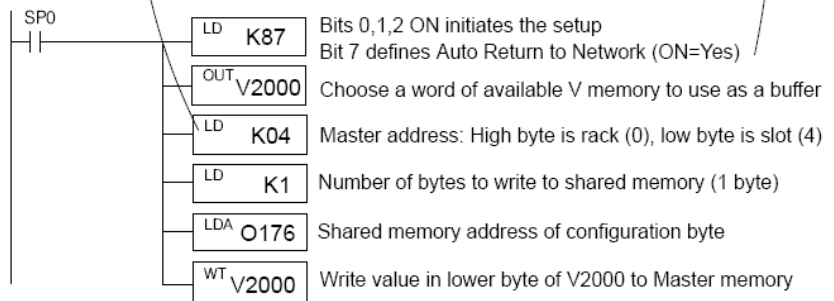 SP0
LD K87 Bits 0,1,2 ON initiates the setup
Bit 7 defines Auto Return to Network (ON=Yes)
OUT V2000 Choose a word of available V memory to use as a buffer
LD K04 Master address: High byte is rack (0), low byte is slot (4)
LD K1 Number of bytes to write to shared memory (1 byte)
LDA O176 Shared memory address of configuration byte
WT V2000 Write value in lower byte of V2000 to Master memory